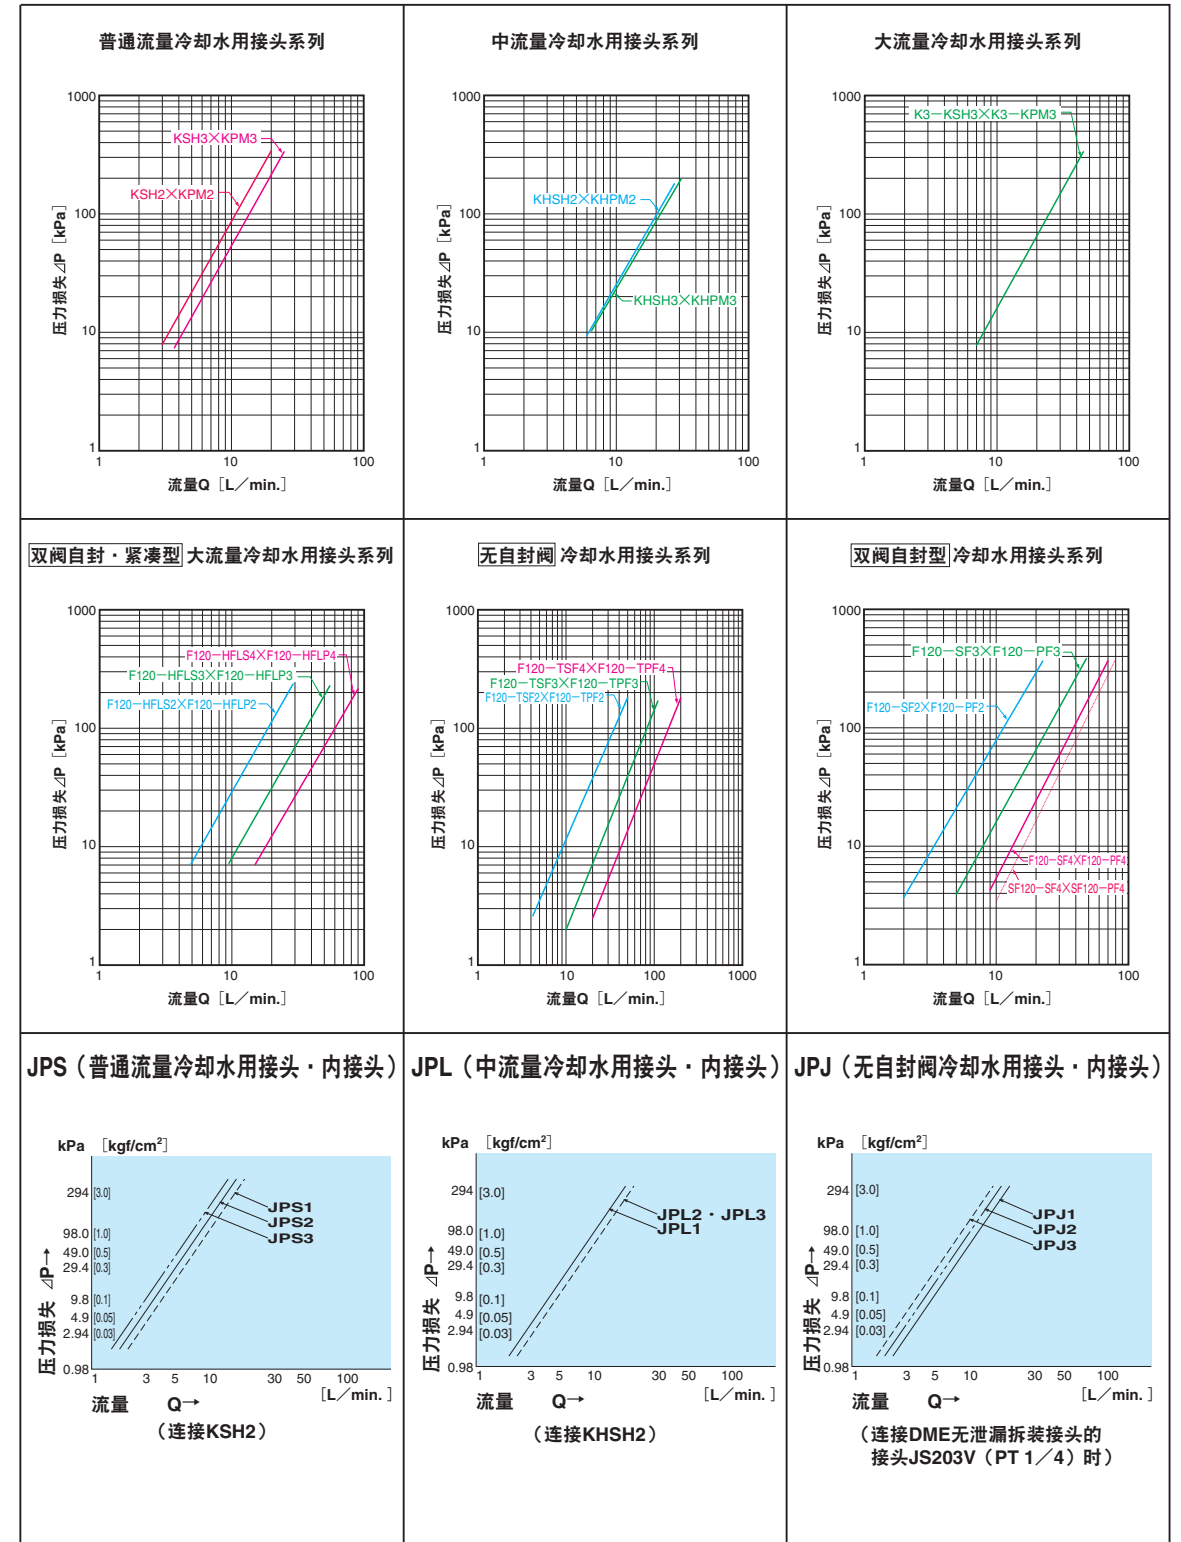 普通流量冷却水用接头系列
1000
100
10
1
压力损失⊿P［kPa］
KSH3×KPM3
KSH2×KPM2
1
10
100
流量Q［L／min.］
中流量冷却水用接头系列
1000
100
10
1
压力损失⊿P［kPa］
KHSH2×KHPM2
KHSH3×KHPM3
1
10
100
流量Q［L／min.］
大流量冷却水用接头系列
1000
100
10
1
压力损失⊿P［kPa］
K3－KSH3×K3－KPM3
1
10
100
流量Q［L／min.］
双阀自封・紧凑型 大流量冷却水用接头系列
1000
100
10
1
压力损失⊿P［kPa］
F120－HFLS4×F120－HFLP4
F120－HFLS3×F120－HFLP3
F120－HFLS2×F120－HFLP2
1
10
100
流量Q［L／min.］
无自封阀 冷却水用接头系列
1000
100
10
1
压力损失⊿P［kPa］
F120－TSF4×F120－TPF4
F120－TSF3×F120－TPF3
F120－TSF2×F120－TPF2
1
10
100
1000
流量Q［L／min.］
双阀自封型 冷却水用接头系列
1000
100
10
1
压力损失⊿P［kPa］
F120－SF3×F120－PF3
F120－SF2×F120－PF2
F120－SF4×F120－PF4
SF120－SF4×SF120－PF4
1
10
100
流量Q［L／min.］
JPS（普通流量冷却水用接头・内接头）
kPa ［kgf/cm²］
294 [3.0]
98.0 [1.0]
49.0 [0.5]
29.4 [0.3]
9.8 [0.1]
4.9 [0.05]
2.94 [0.03]
0.98
压力损失 ⊿P→
JPS1
JPS2
JPS3
1 3 5 10 30 50 100
［L／min. ］
流量 Q→
（连接KSH2）
JPL（中流量冷却水用接头・内接头）
kPa ［kgf/cm²］
294 [3.0]
98.0 [1.0]
49.0 [0.5]
29.4 [0.3]
9.8 [0.1]
4.9 [0.05]
2.94 [0.03]
0.98
压力损失 ⊿P→
JPL2・JPL3
JPL1
1 3 5 10 30 50 100
［L／min. ］
流量 Q→
（连接KHSH2）
JPJ（无自封阀冷却水用接头・内接头）
kPa ［kgf/cm²］
294 [3.0]
98.0 [1.0]
49.0 [0.5]
29.4 [0.3]
9.8 [0.1]
4.9 [0.05]
2.94 [0.03]
0.98
压力损失 ⊿P→
JPJ1
JPJ2
JPJ3
1 3 5 10 30 50 100
［L／min. ］
流量 Q→
（连接DME无泄漏拆装接头的
接头JS203V（PT 1／4）时）